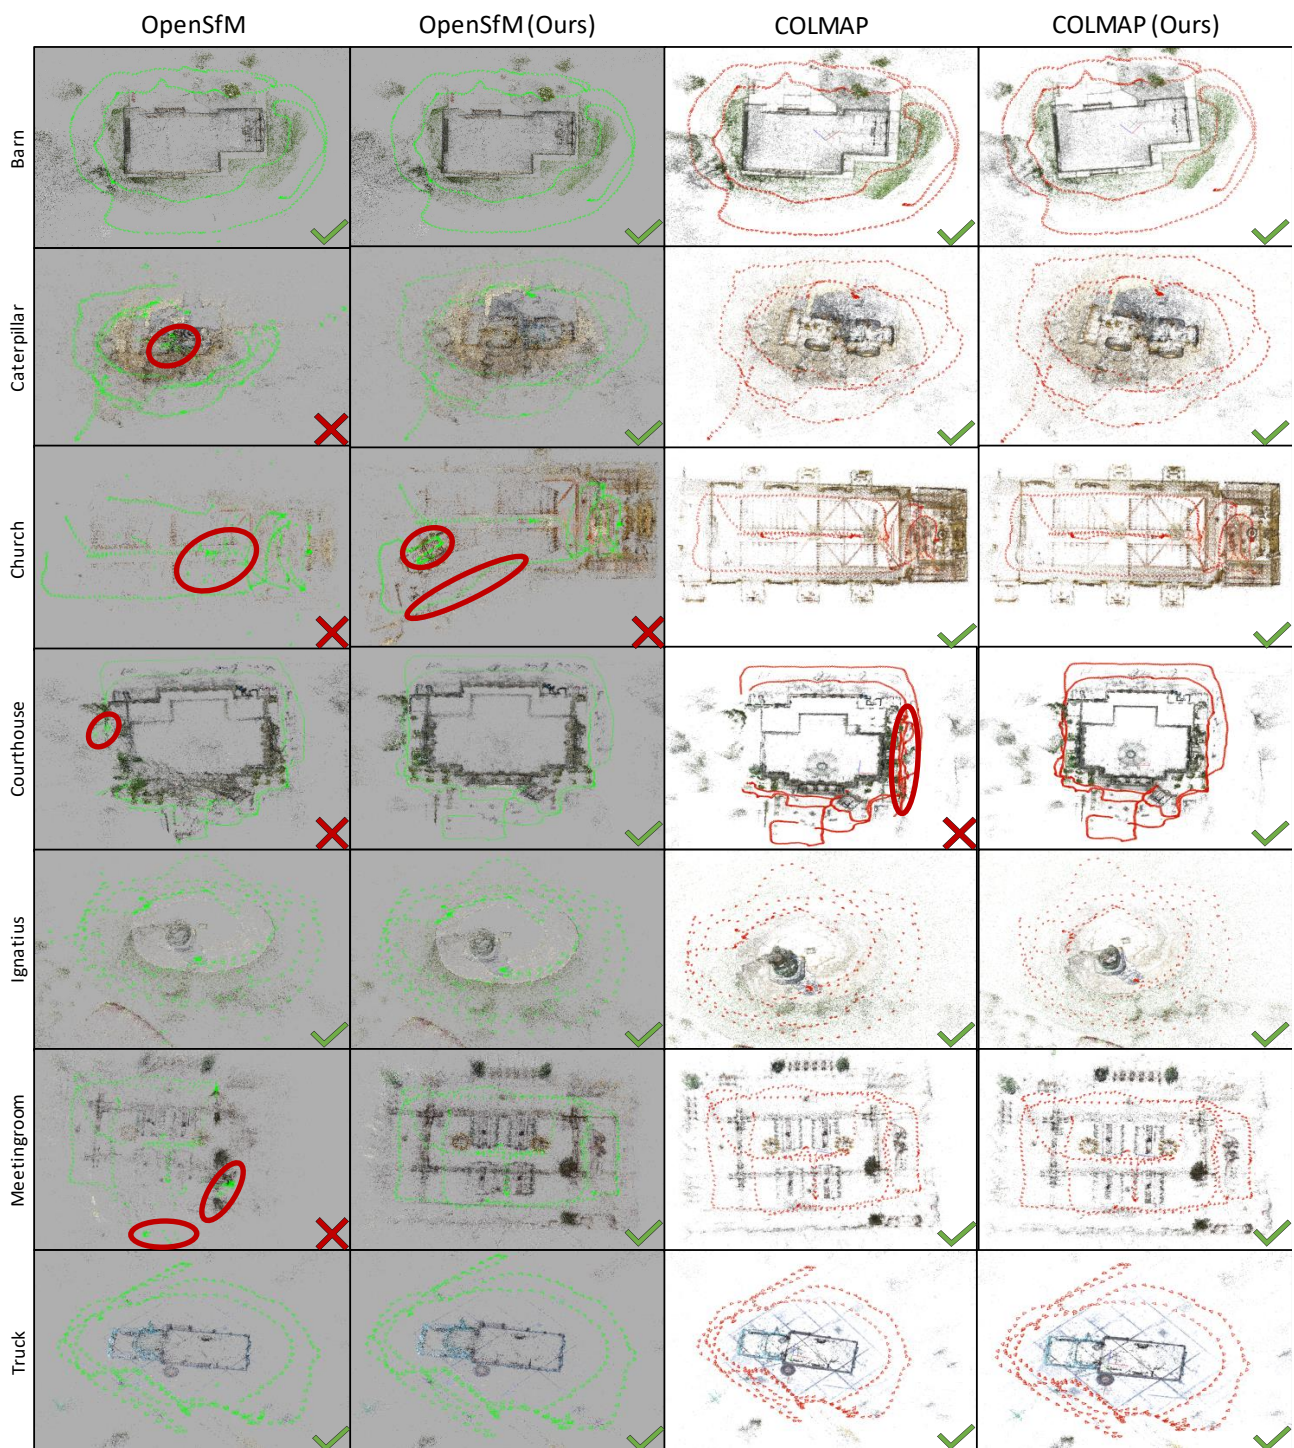 OpenSfM
OpenSfM (Ours)
COLMAP
COLMAP (Ours)
Barn
Caterpillar
Church
Courthouse
Ignatius
Meetingroom
Truck